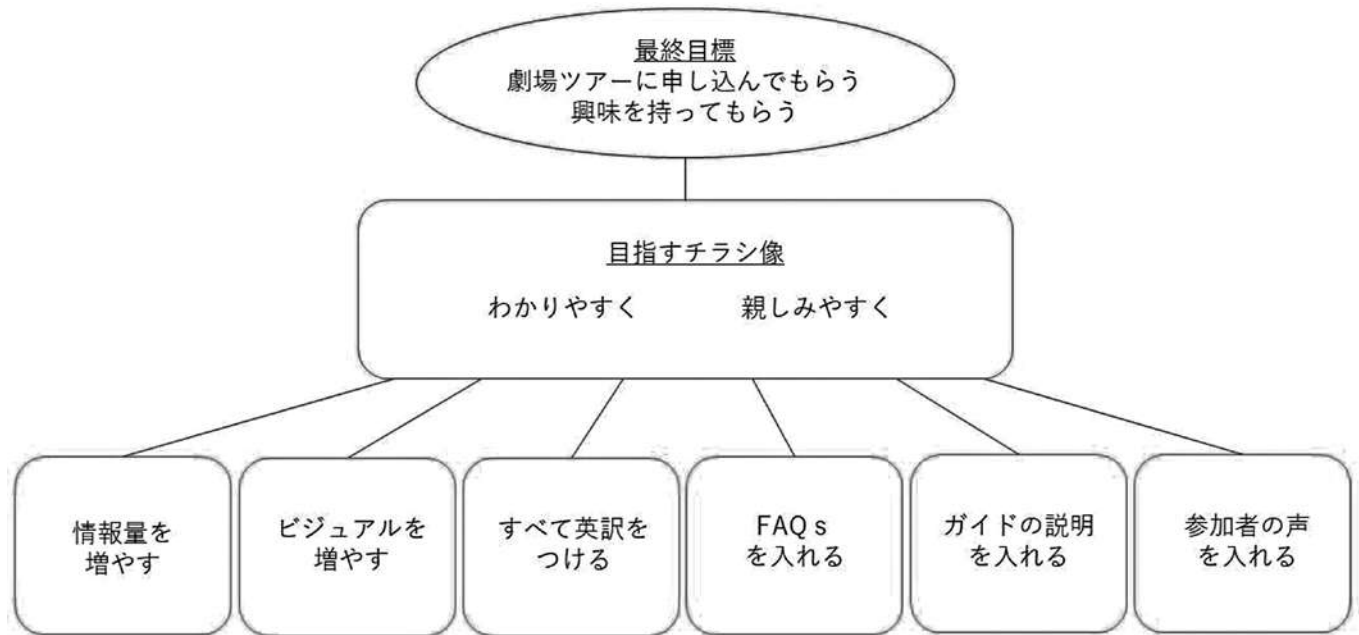 最終目標
劇場ツアーに申し込んでもらう
興味を持ってもらう
目指すチラシ像
わかりやすく 親しみやすく
情報量を
増やす
ビジュアルを
増やす
すべて英訳を
つける
FAQs
を入れる
ガイドの説明
を入れる
参加者の声
を入れる